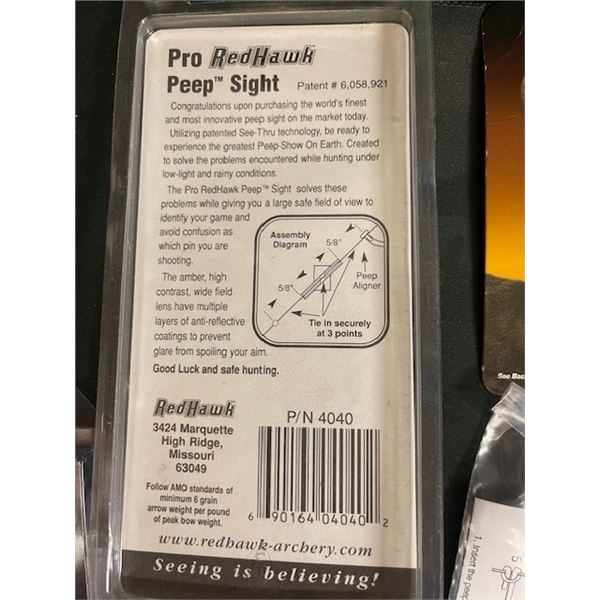 Pro RedHawk
Peep™ Sight Patent # 6,058,921
Congratulations upon purchasing the world's finest
and most innovative peep sight on the market today.
Utilizing patented See-Thru technology, be ready to
experience the greatest Peep-Show On Earth. Created
to solve the problems encountered while hunting under
low-light and rainy conditions.
The Pro RedHawk Peep™ Sight solves these
problems while giving you a large safe field of view to
identify your game and
avoid confusion as
which pin you are
shooting.
The amber, high
contrast, wide field
lens have multiple
layers of anti-reflective
coatings to prevent
glare from spoiling your aim.
Good Luck and safe hunting.
Assembly
Diagram
5/8"
5/8"
Peep
Aligner
Tie in securely
at 3 points
RedHawk
3424 Marquette
High Ridge,
Missouri
63049
Follow AMO standards of
minimum 6 grain
arrow weight per pound
of peak bow weight.
P/N 4040
6 90164 04040 2
www.redhawk-archery.com
Seeing is believing!
See Bac
1. Insert the peep